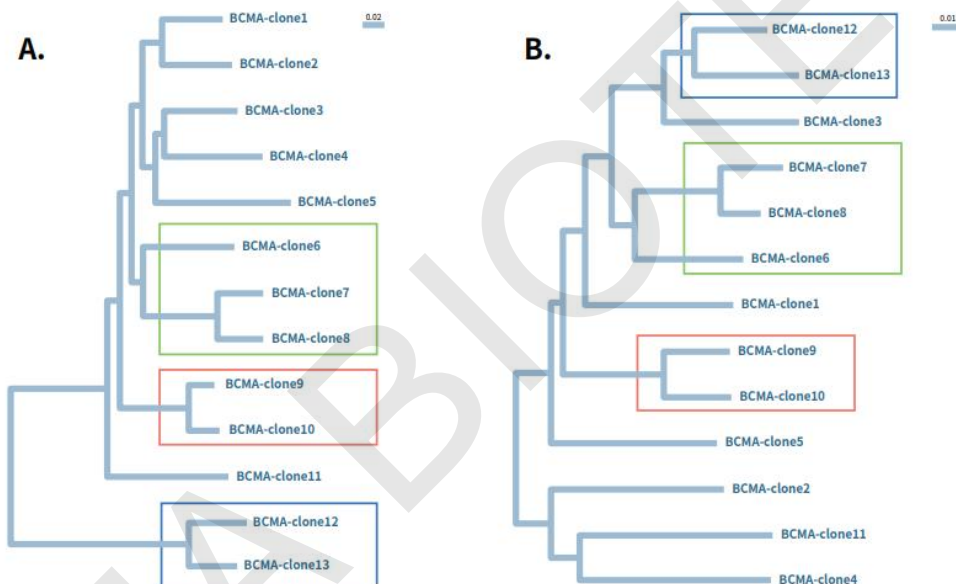 A.
0.02
BCMA-clone1
BCMA-clone2
BCMA-clone3
BCMA-clone4
BCMA-clone5
BCMA-clone6
BCMA-clone7
BCMA-clone8
BCMA-clone9
BCMA-clone10
BCMA-clone11
BCMA-clone12
BCMA-clone13
B.
0.01
BCMA-clone12
BCMA-clone13
BCMA-clone3
BCMA-clone7
BCMA-clone8
BCMA-clone6
BCMA-clone1
BCMA-clone9
BCMA-clone10
BCMA-clone5
BCMA-clone2
BCMA-clone11
BCMA-clone4
A BIOTE